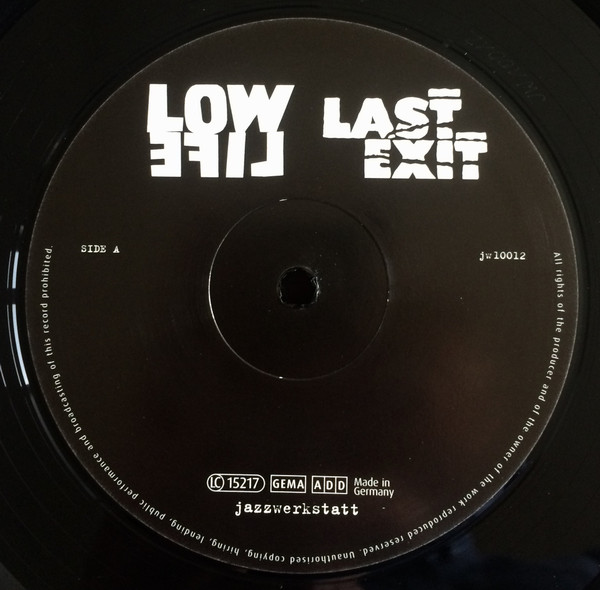 LOW
LIFE
LAST
EXIT
SIDE A
jw10012
LC 15217 GEMA ADD Made in
Germany
jazzwerkstatt
All rights of the producer and of the owner of the work reproduced reserved. Unauthorised copying, hiring, lending, public performance and broadcasting of this record prohibited.